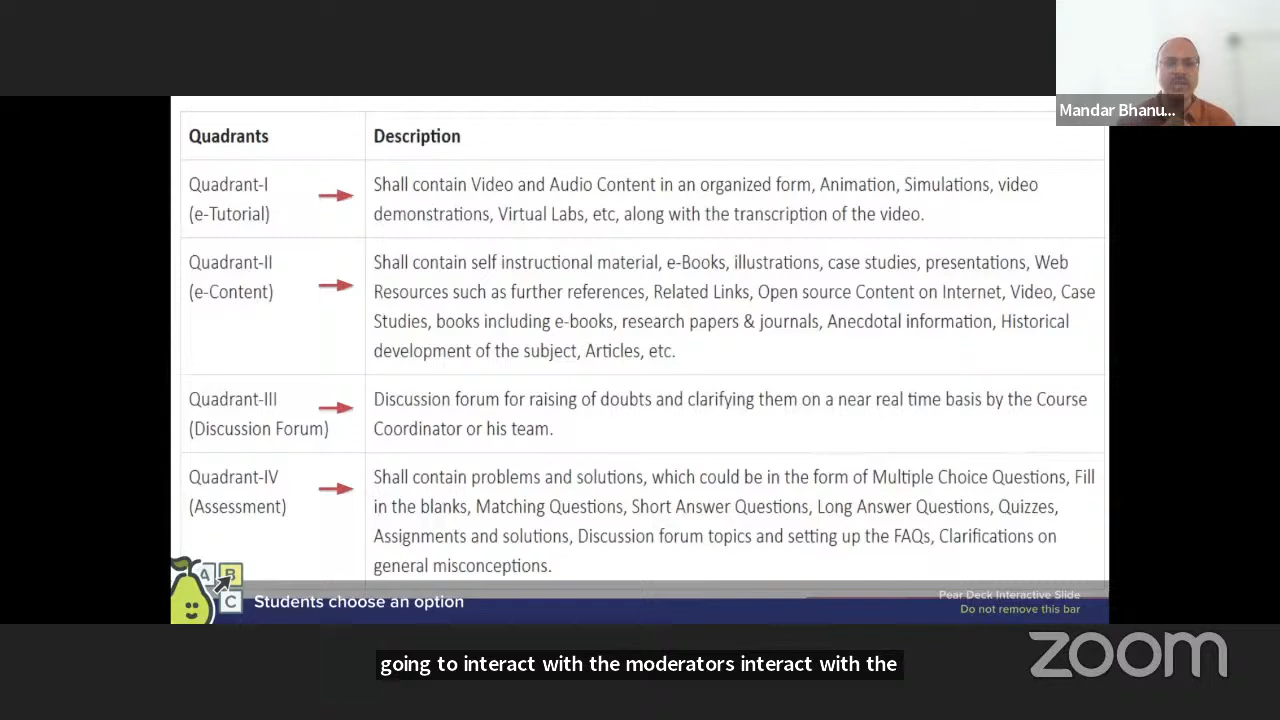 Mandar Bhanu...
Quadrants
Description
Quadrant-I
(e-Tutorial)
Shall contain Video and Audio Content in an organized form, Animation, Simulations, video
demonstrations, Virtual Labs, etc, along with the transcription of the video.
Quadrant-II
(e-Content)
Shall contain self instructional material, e-Books, illustrations, case studies, presentations, Web
Resources such as further references, Related Links, Open source Content on Internet, Video, Case
Studies, books including e-books, research papers & journals, Anecdotal information, Historical
development of the subject, Articles, etc.
Quadrant-III
(Discussion Forum)
Discussion forum for raising of doubts and clarifying them on a near real time basis by the Course
Coordinator or his team.
Quadrant-IV
(Assessment)
Shall contain problems and solutions, which could be in the form of Multiple Choice Questions, Fill
in the blanks, Matching Questions, Short Answer Questions, Long Answer Questions, Quizzes,
Assignments and solutions, Discussion forum topics and setting up the FAQs, Clarifications on
general misconceptions.
A B
C
Students choose an option
Pear Deck Interactive Slide
Do not remove this bar
going to interact with the moderators interact with the
zoom